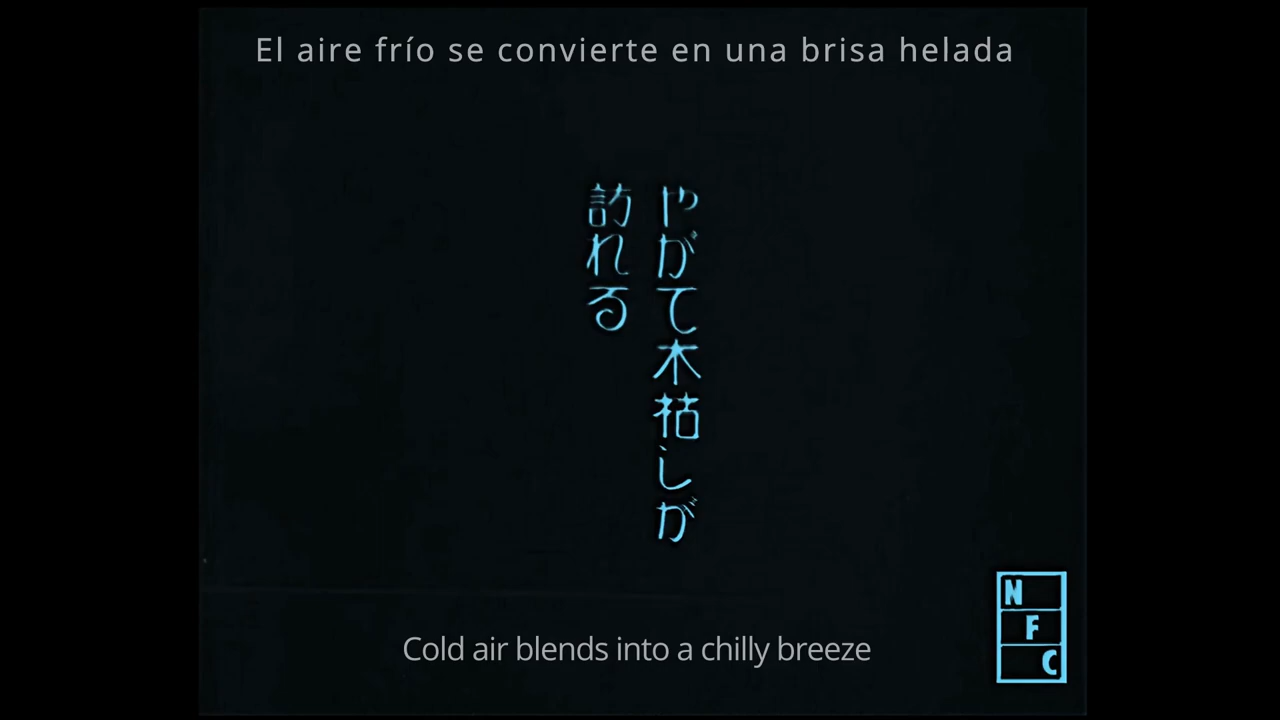 El aire frío se convierte en una brisa helada
やがて木枯しが
訪れる
Cold air blends into a chilly breeze
N
F
C